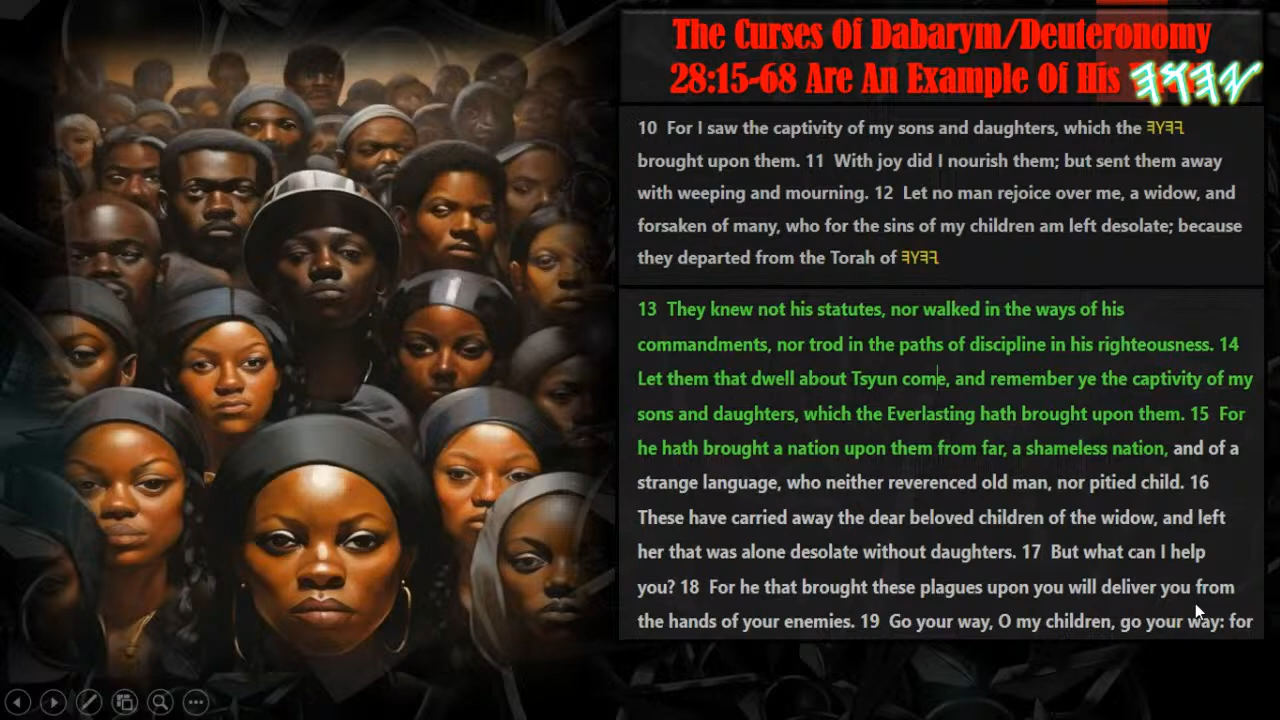 The Curses Of Dabarym/Deuteronomy
28:15-68 Are An Example Of His 𐤉𐤄𐤅𐤄
10 For I saw the captivity of my sons and daughters, which the 𐤉𐤄𐤅𐤄
brought upon them. 11 With joy did I nourish them; but sent them away
with weeping and mourning. 12 Let no man rejoice over me, a widow, and
forsaken of many, who for the sins of my children am left desolate; because
they departed from the Torah of 𐤉𐤄𐤅𐤄
13 They knew not his statutes, nor walked in the ways of his
commandments, nor trod in the paths of discipline in his righteousness. 14
Let them that dwell about Tsyun come, and remember ye the captivity of my
sons and daughters, which the Everlasting hath brought upon them. 15 For
he hath brought a nation upon them from far, a shameless nation, and of a
strange language, who neither reverenced old man, nor pitied child. 16
These have carried away the dear beloved children of the widow, and left
her that was alone desolate without daughters. 17 But what can I help
you? 18 For he that brought these plagues upon you will deliver you from
the hands of your enemies. 19 Go your way, O my children, go your way: for